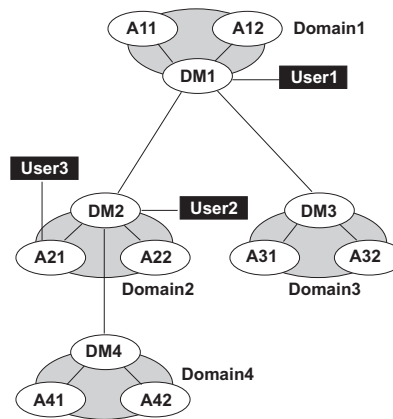 A11 A12 Domain1
DM1 User1
User3
DM2 User2 DM3
A21 A22 A31 A32
Domain2 Domain3
DM4
Domain4
A41 A42